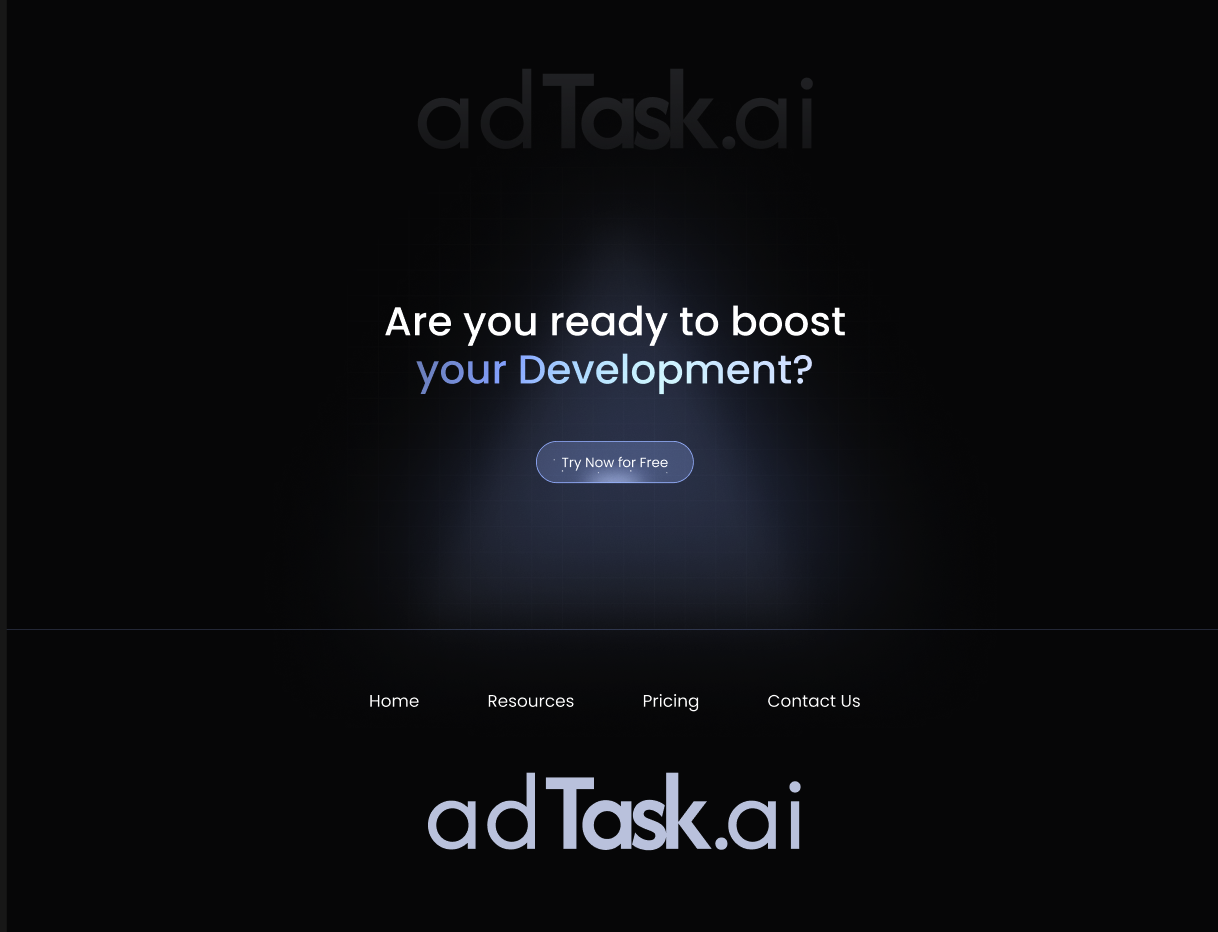 adTask.ai
Are you ready to boost
your Development?
Try Now for Free
Home Resources Pricing Contact Us
adTask.ai